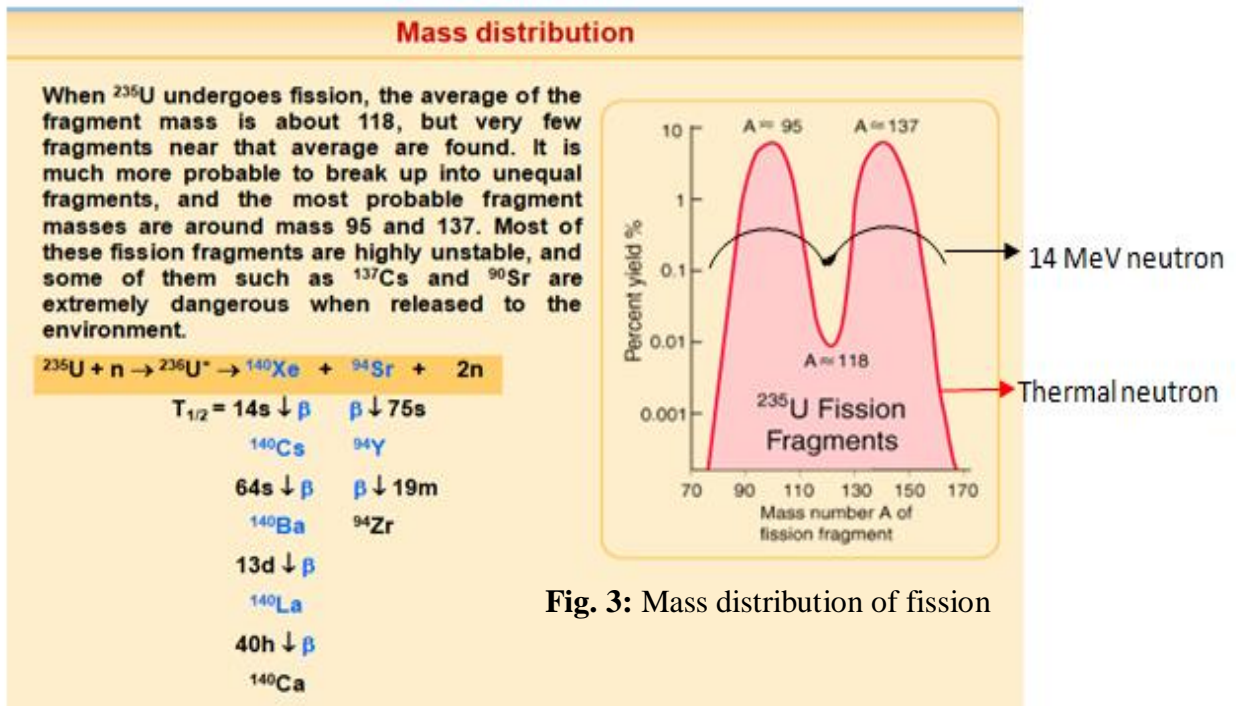 Mass distribution
When ²³⁵U undergoes fission, the average of the
fragment mass is about 118, but very few
fragments near that average are found. It is
much more probable to break up into unequal
fragments, and the most probable fragment
masses are around mass 95 and 137. Most of
these fission fragments are highly unstable, and
some of them such as ¹³⁷Cs and ⁹⁰Sr are
extremely dangerous when released to the
environment.
²³⁵U + n → ²³⁶U* → ¹⁴⁰Xe + ⁹⁴Sr + 2n
T₁/₂ = 14s ↓ β β ↓ 75s
¹⁴⁰Cs ⁹⁴Y
64s ↓ β β ↓ 19m
¹⁴⁰Ba ⁹⁴Zr
13d ↓ β
¹⁴⁰La
40h ↓ β
¹⁴⁰Ca
A ≈ 95 A ≈ 137
10
1
0.1
0.01
0.001
Percent yield %
A ≈ 118
²³⁵U Fission
Fragments
70 90 110 130 150 170
Mass number A of
fission fragment
14 MeV neutron
Thermal neutron
Fig. 3: Mass distribution of fission